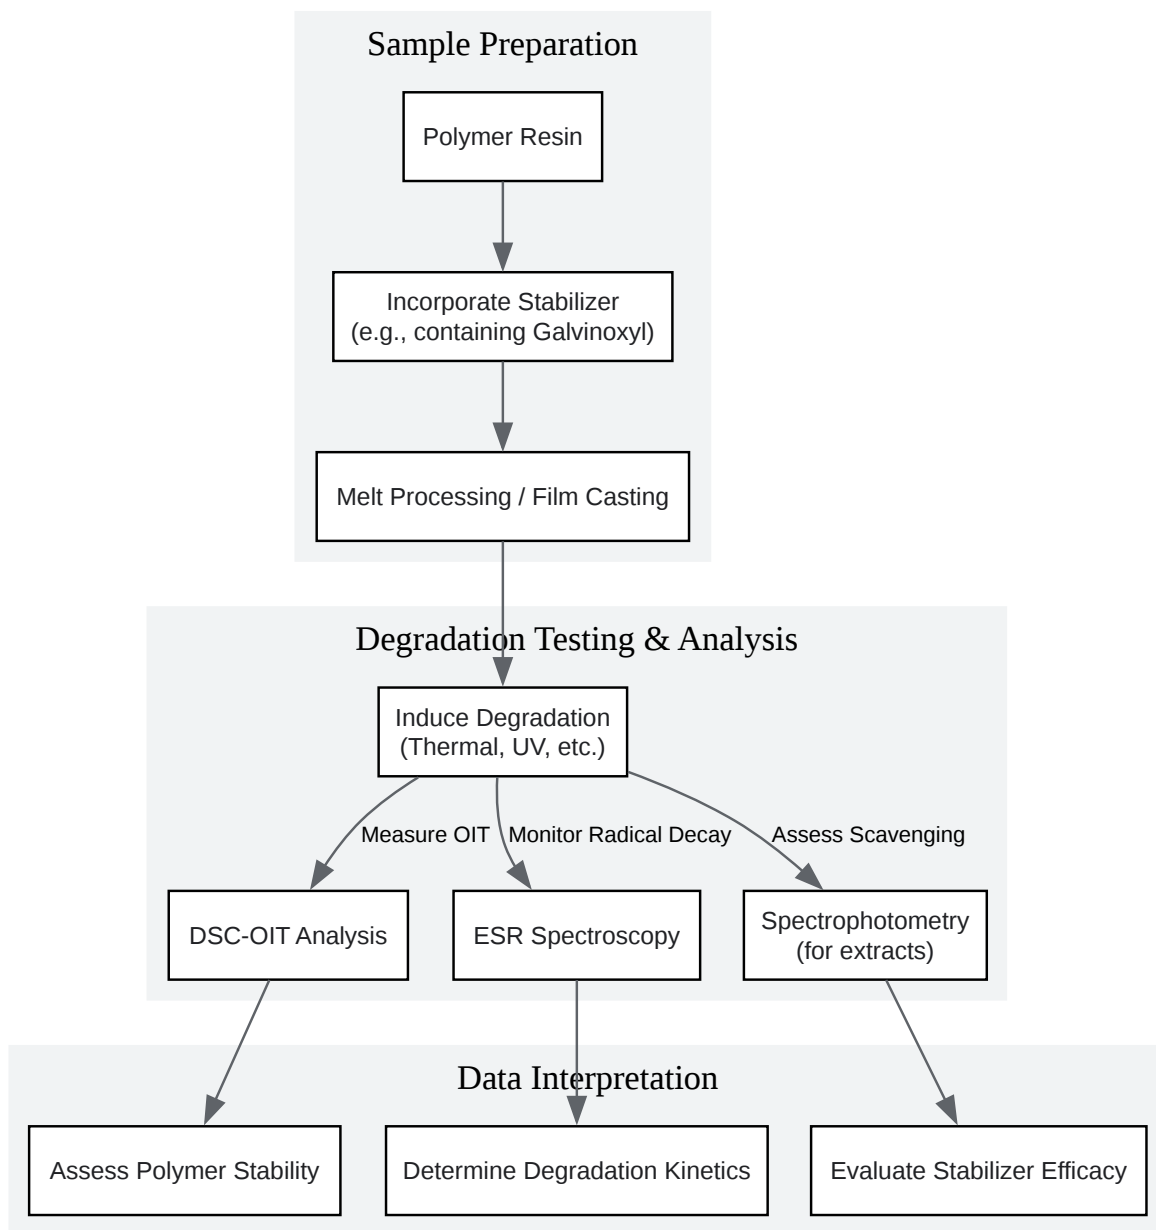 Sample Preparation
Polymer Resin
Incorporate Stabilizer
(e.g., containing Galvinoxyl)
Melt Processing / Film Casting
Degradation Testing & Analysis
Induce Degradation
(Thermal, UV, etc.)
Measure OIT
Monitor Radical Decay
Assess Scavenging
DSC-OIT Analysis
ESR Spectroscopy
Spectrophotometry
(for extracts)
Data Interpretation
Assess Polymer Stability
Determine Degradation Kinetics
Evaluate Stabilizer Efficacy